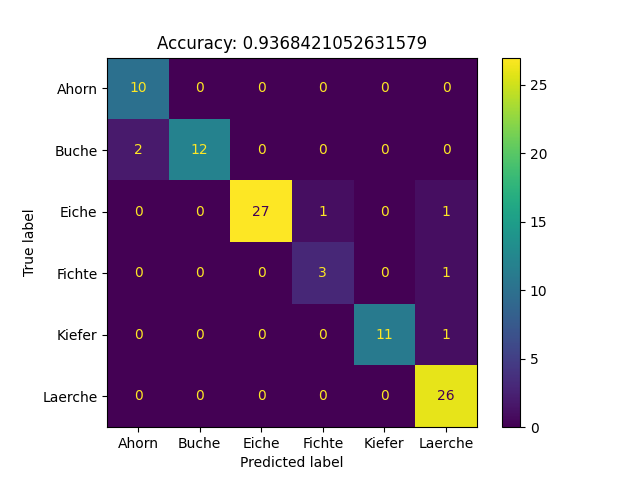 Accuracy: 0.9368421052631579
True label
Ahorn 10 0 0 0 0 0
Buche 2 12 0 0 0 0
Eiche 0 0 27 1 0 1
Fichte 0 0 0 3 0 1
Kiefer 0 0 0 0 11 1
Laerche 0 0 0 0 0 26
Ahorn Buche Eiche Fichte Kiefer Laerche
Predicted label
25
20
15
10
5
0